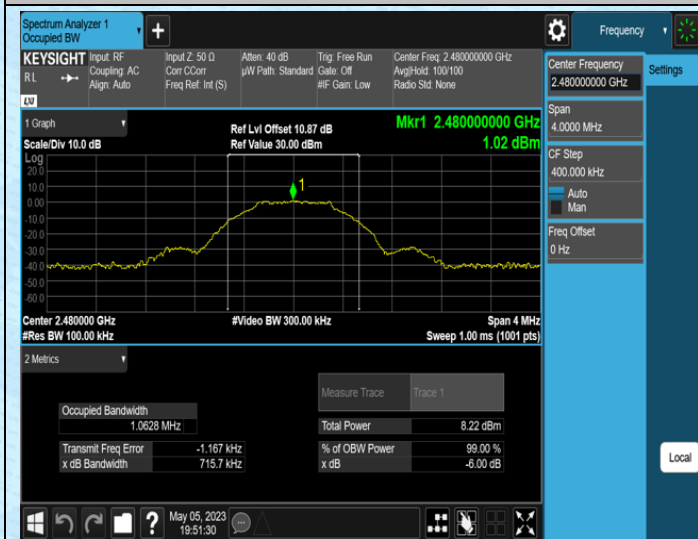 Spectrum Analyzer 1
Occupied BW
Frequency
KEYSIGHT
R L
LXI
Input: RF
Coupling: AC
Align: Auto
Input Z: 50 Ω
Corr CCorr
Freq Ref: Int (S)
Atten: 40 dB
µW Path: Standard
Trig: Free Run
Gate: Off
#IF Gain: Low
Center Freq: 2.480000000 GHz
Avg|Hold: 100/100
Radio Std: None
Center Frequency
2.480000000 GHz
Settings
Span
4.0000 MHz
CF Step
400.000 kHz
Auto
Man
Freq Offset
0 Hz
Local
1 Graph
Scale/Div 10.0 dB
Ref Lvl Offset 10.87 dB
Ref Value 30.00 dBm
Mkr1 2.480000000 GHz
1.02 dBm
Log
20.0
10.0
0.00
-10.0
-20.0
-30.0
-40.0
-50.0
-60.0
1
Center 2.480000 GHz
#Res BW 100.00 kHz
#Video BW 300.00 kHz
Span 4 MHz
Sweep 1.00 ms (1001 pts)
2 Metrics
Measure Trace
Trace 1
Occupied Bandwidth
1.0628 MHz
Total Power
8.22 dBm
Transmit Freq Error
-1.167 kHz
% of OBW Power
99.00 %
x dB Bandwidth
715.7 kHz
x dB
-6.00 dB
May 05, 2023
19:51:30